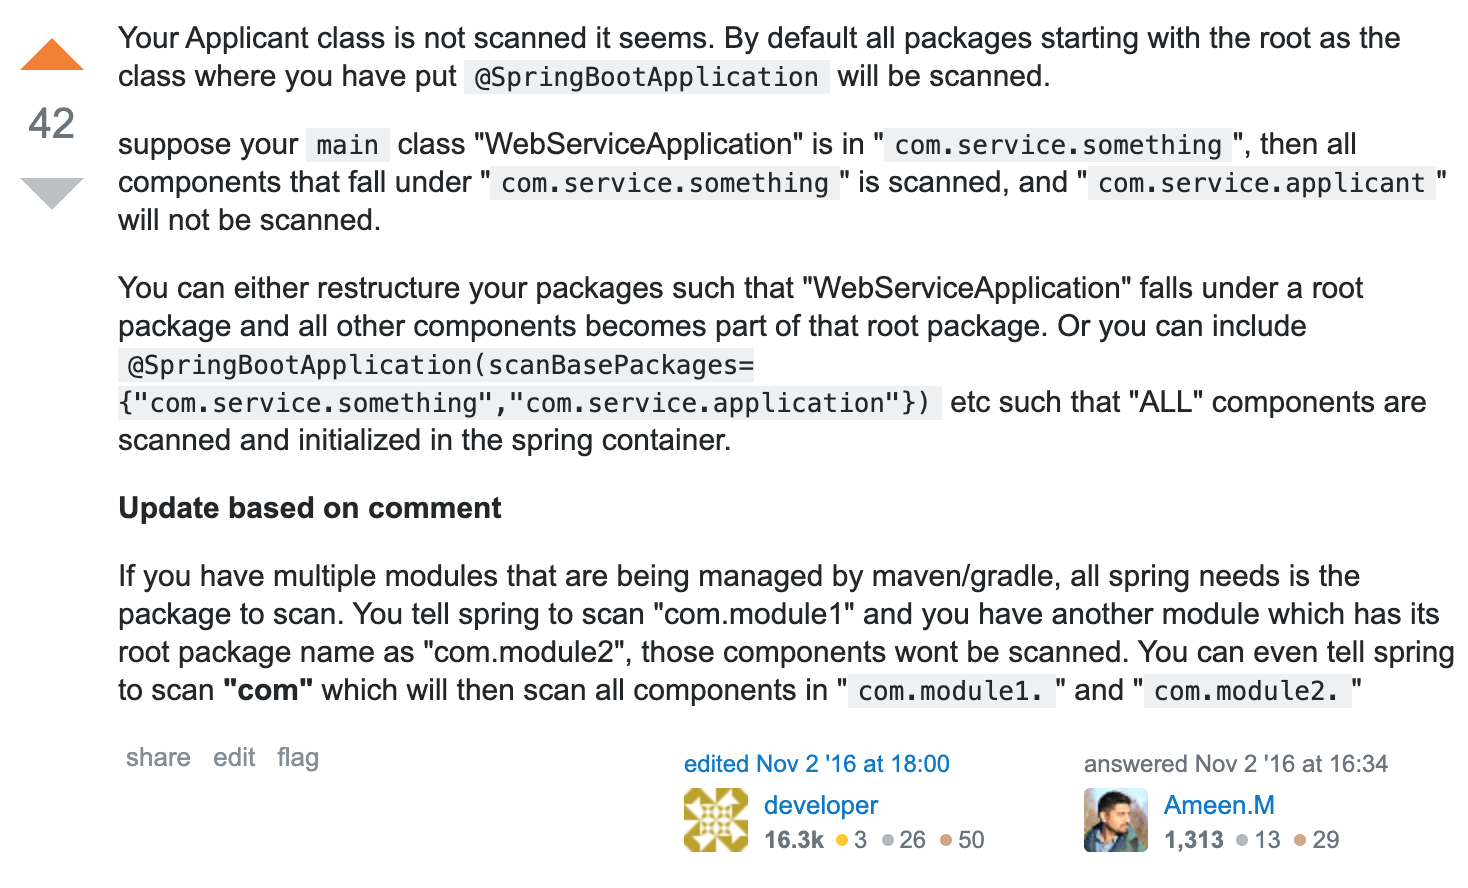 Your Applicant class is not scanned it seems. By default all packages starting with the root as the
class where you have put @SpringBootApplication will be scanned.
42
suppose your main class "WebServiceApplication" is in " com.service.something ", then all
components that fall under " com.service.something " is scanned, and " com.service.applicant "
will not be scanned.
You can either restructure your packages such that "WebServiceApplication" falls under a root
package and all other components becomes part of that root package. Or you can include
@SpringBootApplication(scanBasePackages=
{"com.service.something","com.service.application"}) etc such that "ALL" components are
scanned and initialized in the spring container.
Update based on comment
If you have multiple modules that are being managed by maven/gradle, all spring needs is the
package to scan. You tell spring to scan "com.module1" and you have another module which has its
root package name as "com.module2", those components wont be scanned. You can even tell spring
to scan "com" which will then scan all components in " com.module1. " and " com.module2. "
share edit flag
edited Nov 2 '16 at 18:00
developer
16.3k 3 26 50
answered Nov 2 '16 at 16:34
Ameen.M
1,313 13 29